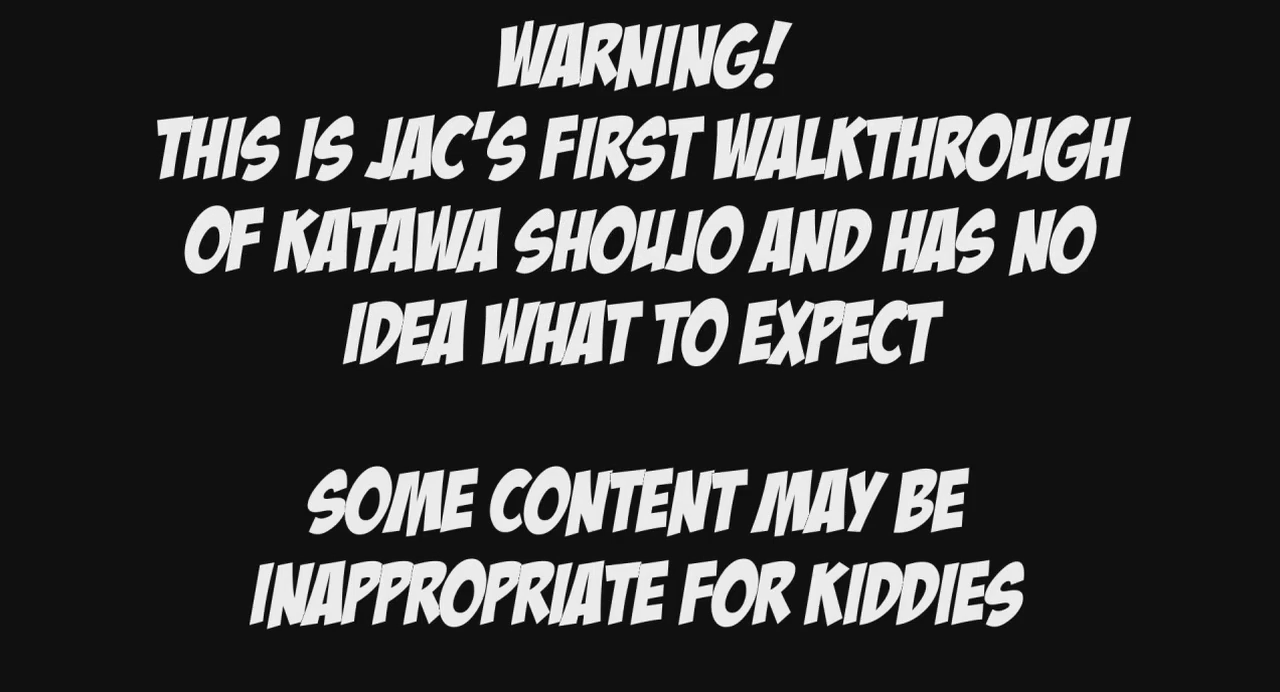 WARNING!
THIS IS JAC'S FIRST WALKTHROUGH
OF KATAWA SHOUJO AND HAS NO
IDEA WHAT TO EXPECT
SOME CONTENT MAY BE
INAPPROPRIATE FOR KIDDIES